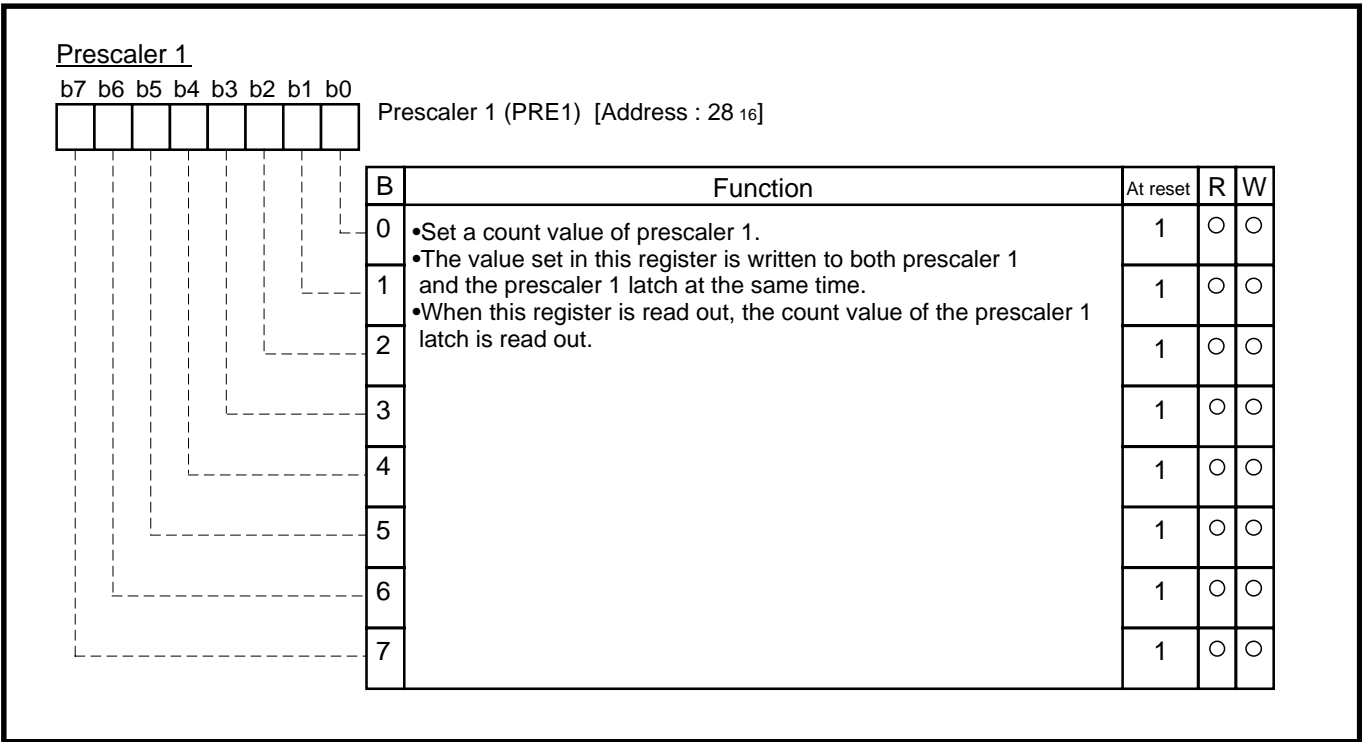 Prescaler 1
b7 b6 b5 b4 b3 b2 b1 b0
Prescaler 1 (PRE1) [Address : 28 16]
B Function At reset R W
0 •Set a count value of prescaler 1. 1 ○ ○
•The value set in this register is written to both prescaler 1
1 and the prescaler 1 latch at the same time. 1 ○ ○
•When this register is read out, the count value of the prescaler 1
2 latch is read out. 1 ○ ○
3 1 ○ ○
4 1 ○ ○
5 1 ○ ○
6 1 ○ ○
7 1 ○ ○